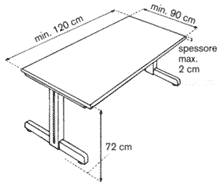 min. 120 cm
min. 90 cm
spessore
max.
2 cm
72 cm